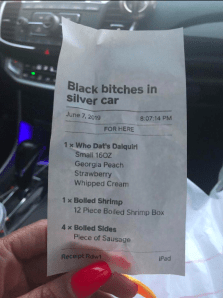 Black bitches in
silver car
June 2, 2018 6:07:14 PM
FOR HERE
1 × Who Dat's Daiquiri
Small 16OZ
Georgia Peach
Strawberry
Whipped Cream
1 × Boiled Shrimp
12 Piece Boiled Shrimp Box
4 × Boiled Sides
Piece of Sausage
Receipt iPad